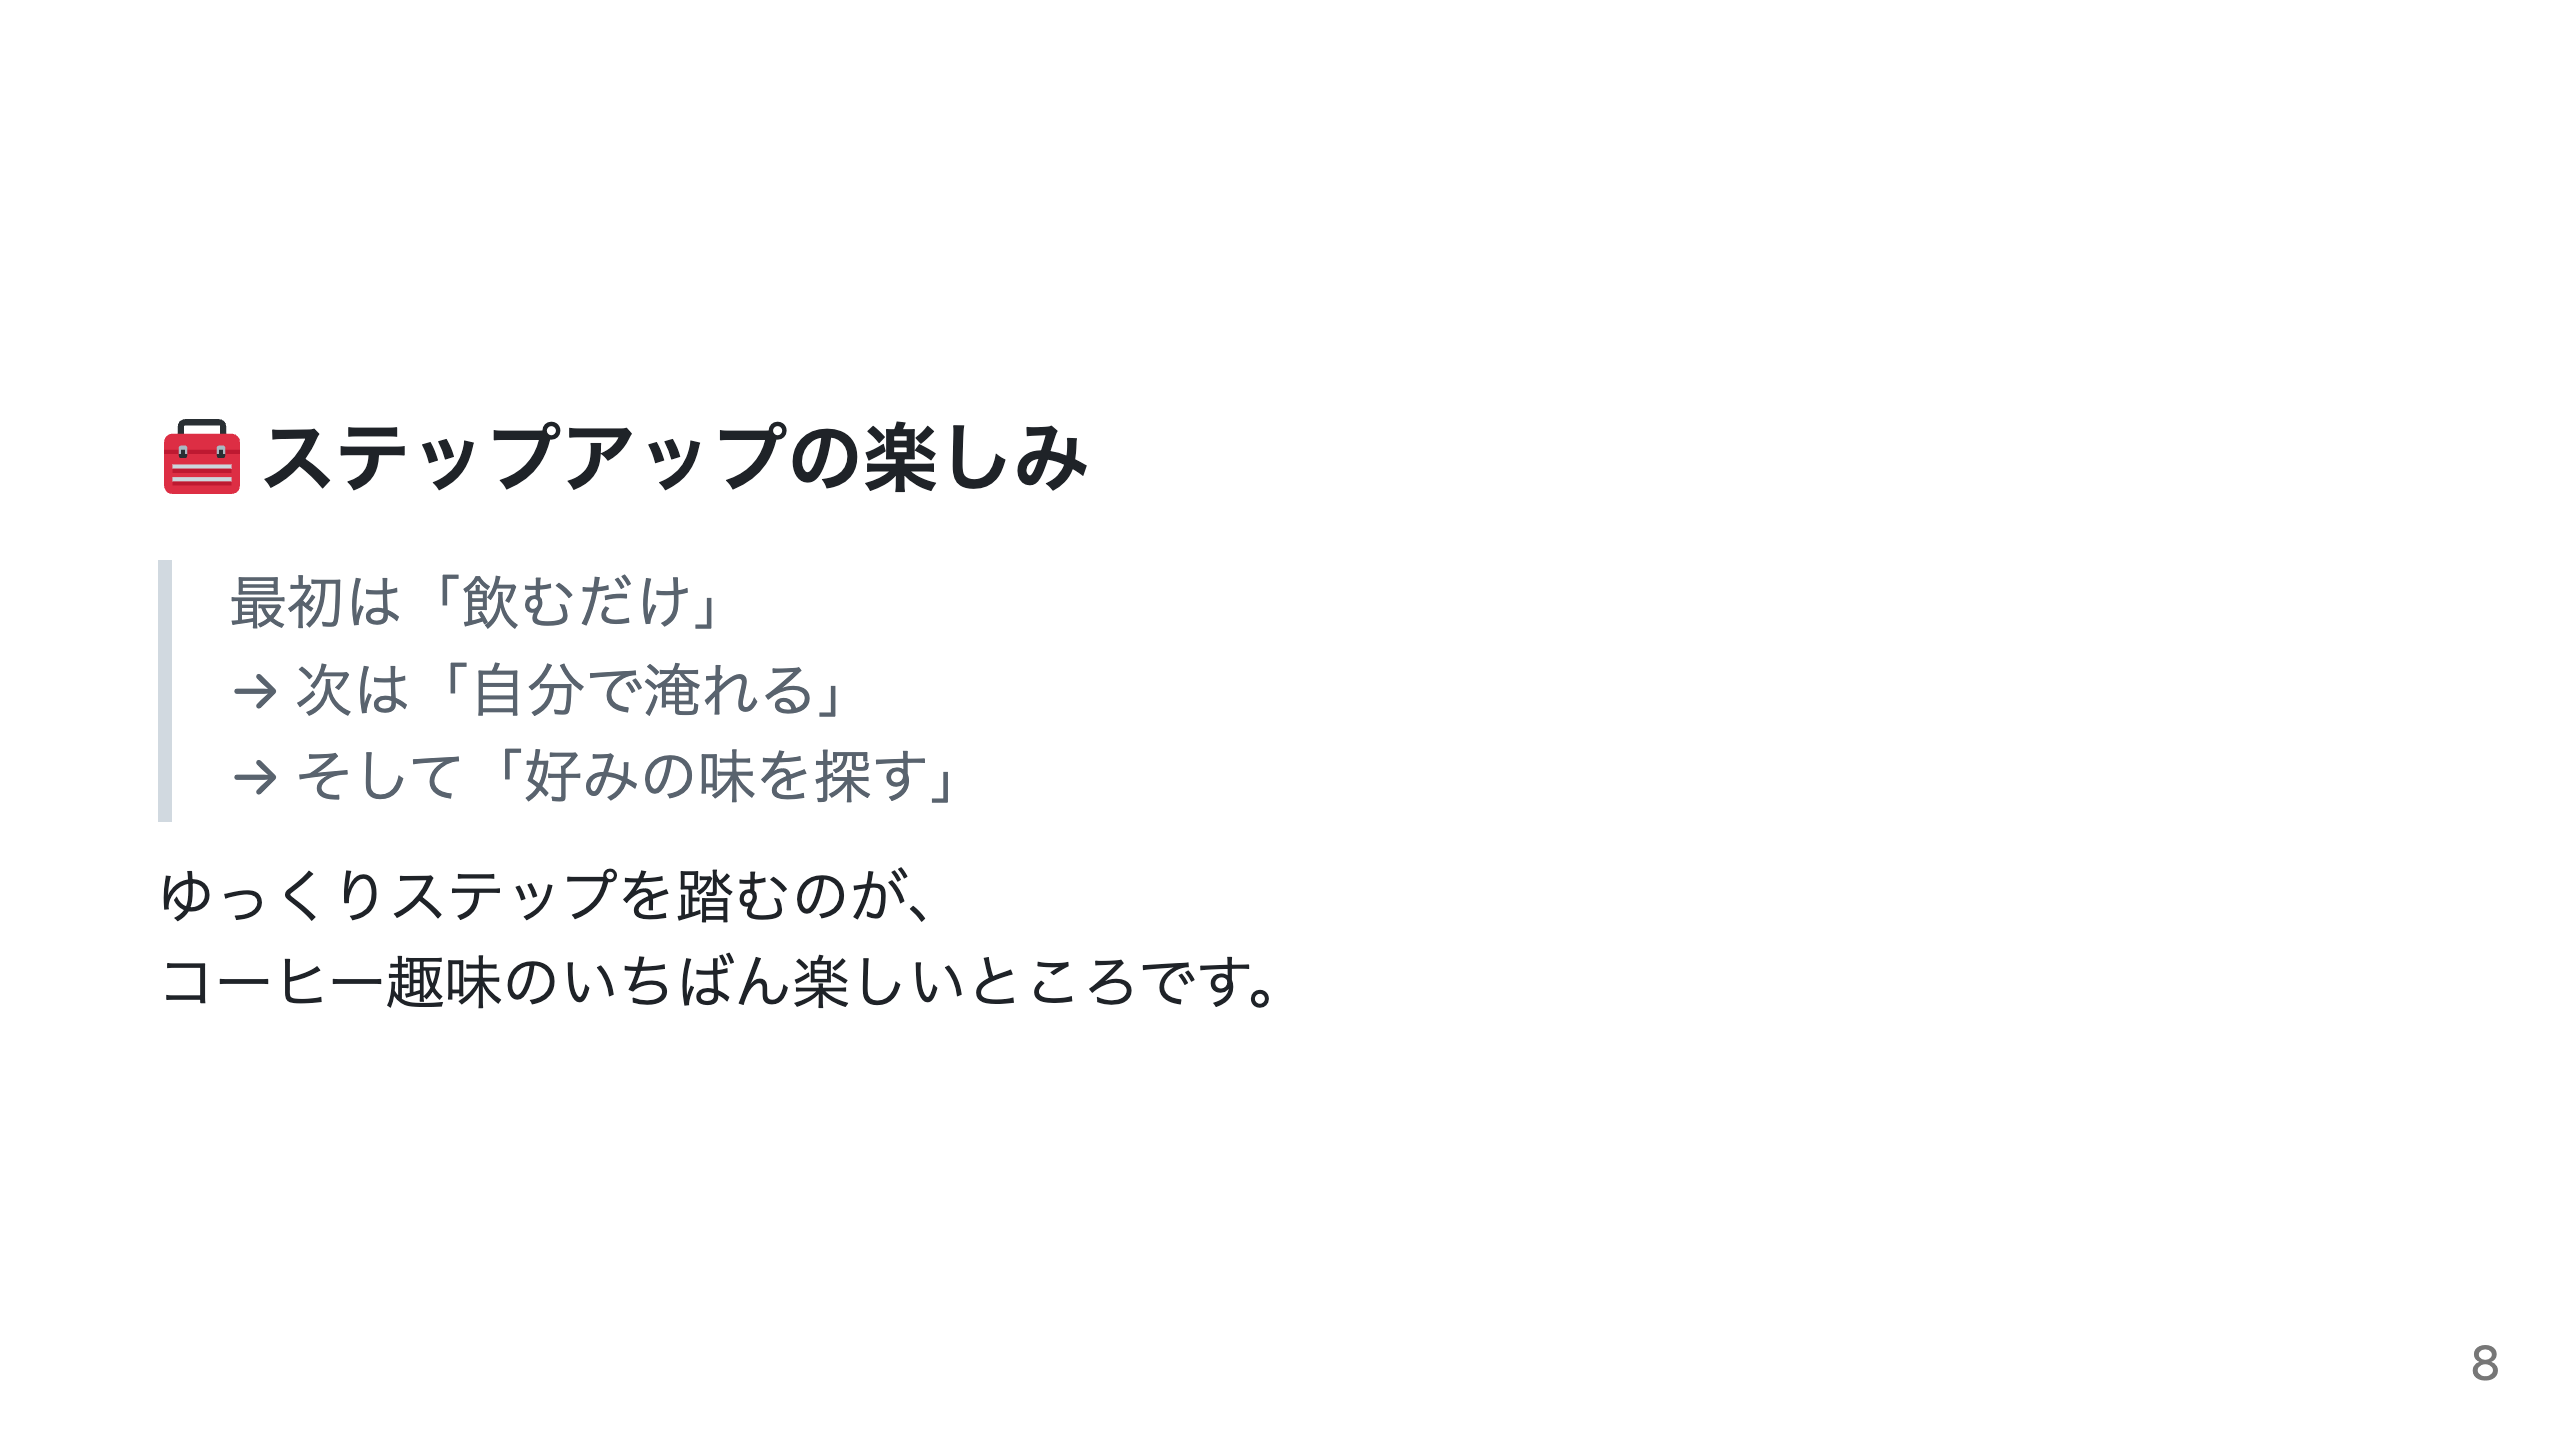 ステップアップの楽しみ
最初は「飲むだけ」
→ 次は「自分で淹れる」
→ そして「好みの味を探す」
ゆっくりステップを踏むのが、
コーヒー趣味のいちばん楽しいところです。
8